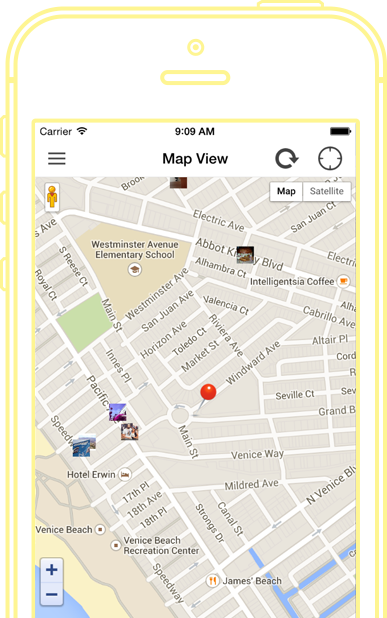 Carrier
9:09 AM
Map View
Map
Satellite
Brook
Electric Ave
San Juan Ct
s Ave
Westminster Avenue
Elementary School
Abbot Kinney Blvd
Electric
S Reese Ct
Alhambra Ct
Intelligentsia Coffee
Royal Ct
Main St
Westminster Ave
San Juan Ave
Valencia Ct
Cabrillo Ave
Horizon Ave
Toledo Ct
Market St
Riviera Ave
Windward Ave
Altair Pl
Cord
R
Innes Pl
Pacific
Seville Ct
Grand B
Speedw
Main St
Venice Way
Hotel Erwin
Mildred Ave
17th Pl
18th Ave
18th Pl
N Venice Bl
Canal St
Strongs Dr
Venice Beach
Venice Beach
Recreation Center
Speedway
James' Beach
+
−